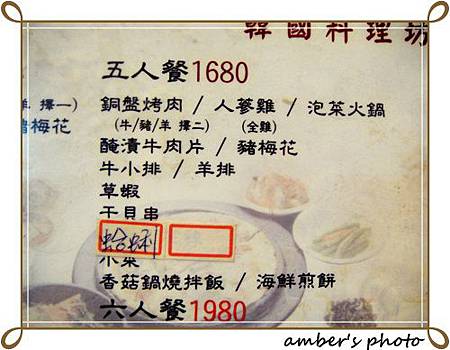 韓國料理坊
五人餐1680
羊 擇一)
豬梅花
銅盤烤肉 / 人蔘雞 / 泡菜火鍋
(牛/豬/羊 擇二) (全雞)
醃漬牛肉片 / 豬梅花
牛小排 / 羊排
草蝦
干貝串
蛤蜊
小菜
香菇鍋燒拌飯 / 海鮮煎餅
六人餐1980
amber's photo